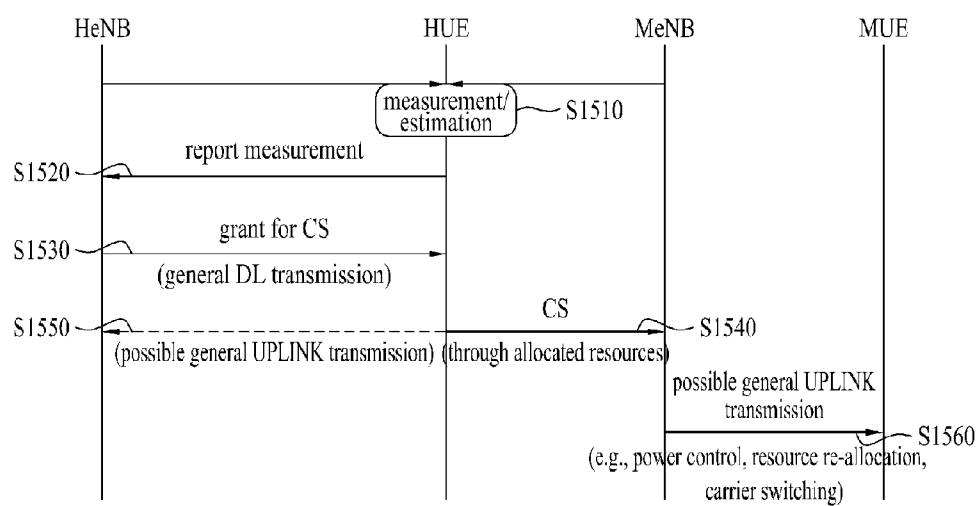 HeNB HUE MeNB MUE
measurement/
estimation
S1510
report measurement
S1520
grant for CS
S1530
(general DL transmission)
CS
S1550
S1540
(possible general UPLINK transmission) (through allocated resources)
possible general UPLINK
transmission
S1560
(e.g., power control, resource re-allocation,
carrier switching)